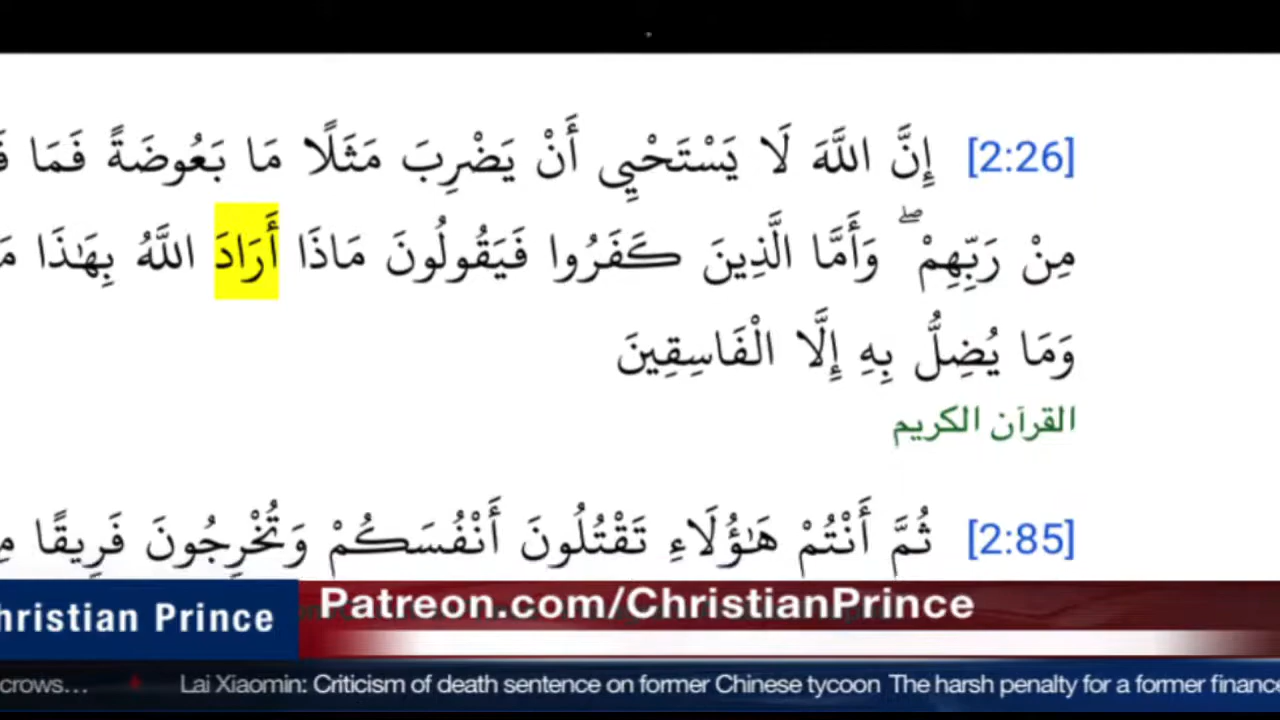 [2:26] إِنَّ اللَّهَ لَا يَسْتَحْيِي أَنْ يَضْرِبَ مَثَلًا مَا بَعُوضَةً فَمَا
مِنْ رَبِّهِمْ ۖ وَأَمَّا الَّذِينَ كَفَرُوا فَيَقُولُونَ مَاذَا أَرَادَ اللَّهُ بِهَٰذَا
وَمَا يُضِلُّ بِهِ إِلَّا الْفَاسِقِينَ
القرآن الكريم
[2:85] ثُمَّ أَنْتُمْ هَٰؤُلَاءِ تَقْتُلُونَ أَنْفُسَكُمْ وَتُخْرِجُونَ فَرِيقًا
hristian Prince
Patreon.com/ChristianPrince
crows... Lai Xiaomin: Criticism of death sentence on former Chinese tycoon The harsh penalty for a former finance